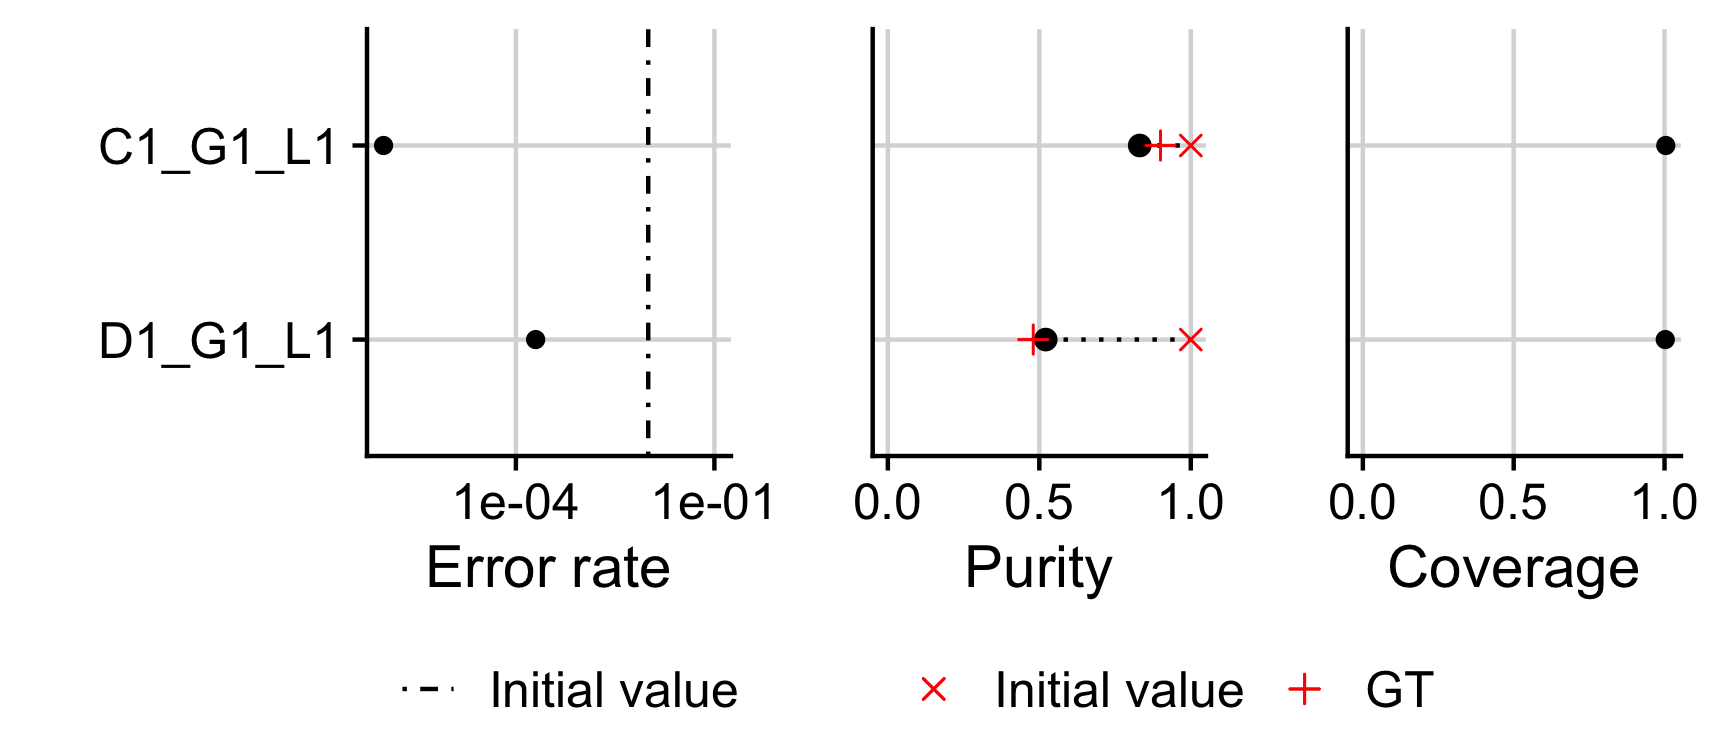 C1_G1_L1
D1_G1_L1
1e-04 1e-01
0.0 0.5 1.0
0.0 0.5 1.0
Error rate
Purity
Coverage
Initial value
Initial value
GT